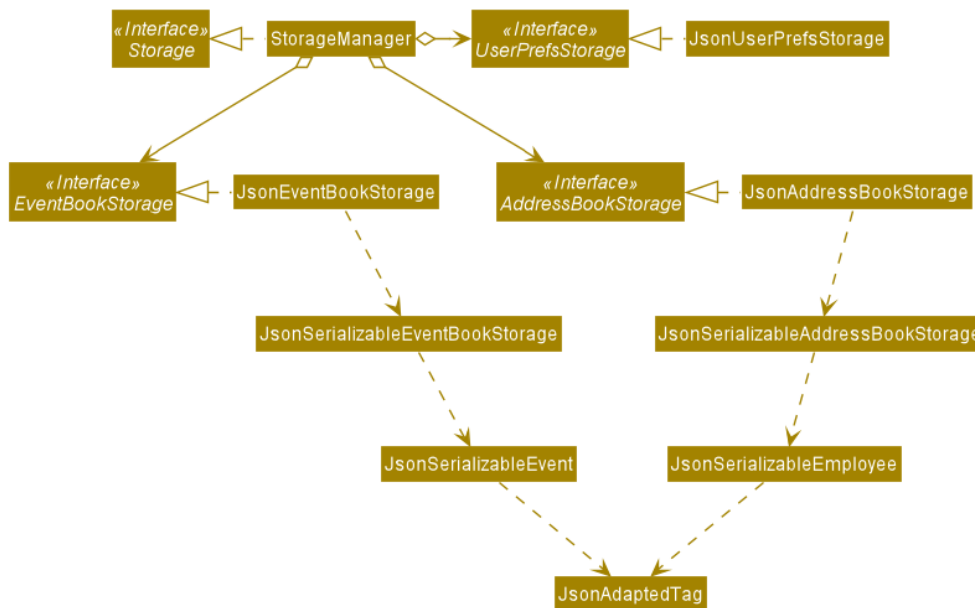 «Interface»
Storage
StorageManager
«Interface»
UserPrefsStorage
JsonUserPrefsStorage
«Interface»
EventBookStorage
JsonEventBookStorage
«Interface»
AddressBookStorage
JsonAddressBookStorage
JsonSerializableEventBookStorage
JsonSerializableAddressBookStorage
JsonSerializableEvent
JsonSerializableEmployee
JsonAdaptedTag